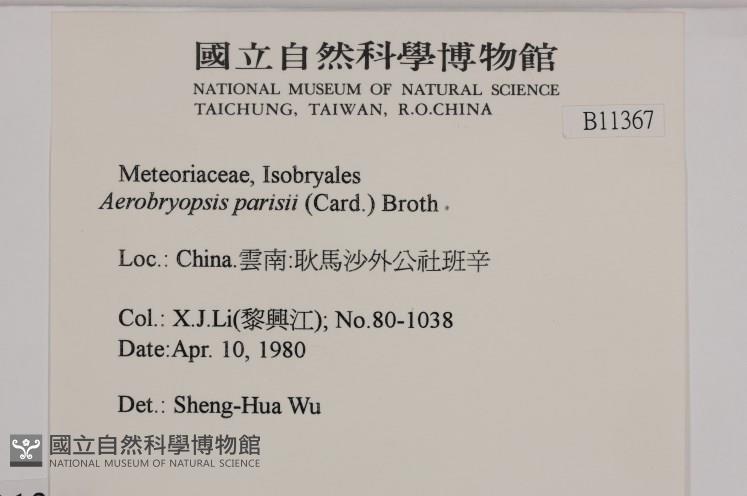 國立自然科學博物館
NATIONAL MUSEUM OF NATURAL SCIENCE
TAICHUNG, TAIWAN, R.O.CHINA
B11367
Meteoriaceae, Isobryales
Aerobryopsis parisii (Card.) Broth.
Loc.: China.雲南:耿馬沙外公社班辛
Col.: X.J.Li(黎興江); No.80-1038
Date:Apr. 10, 1980
Det.: Sheng-Hua Wu
國立自然科學博物館
NATIONAL MUSEUM OF NATURAL SCIENCE